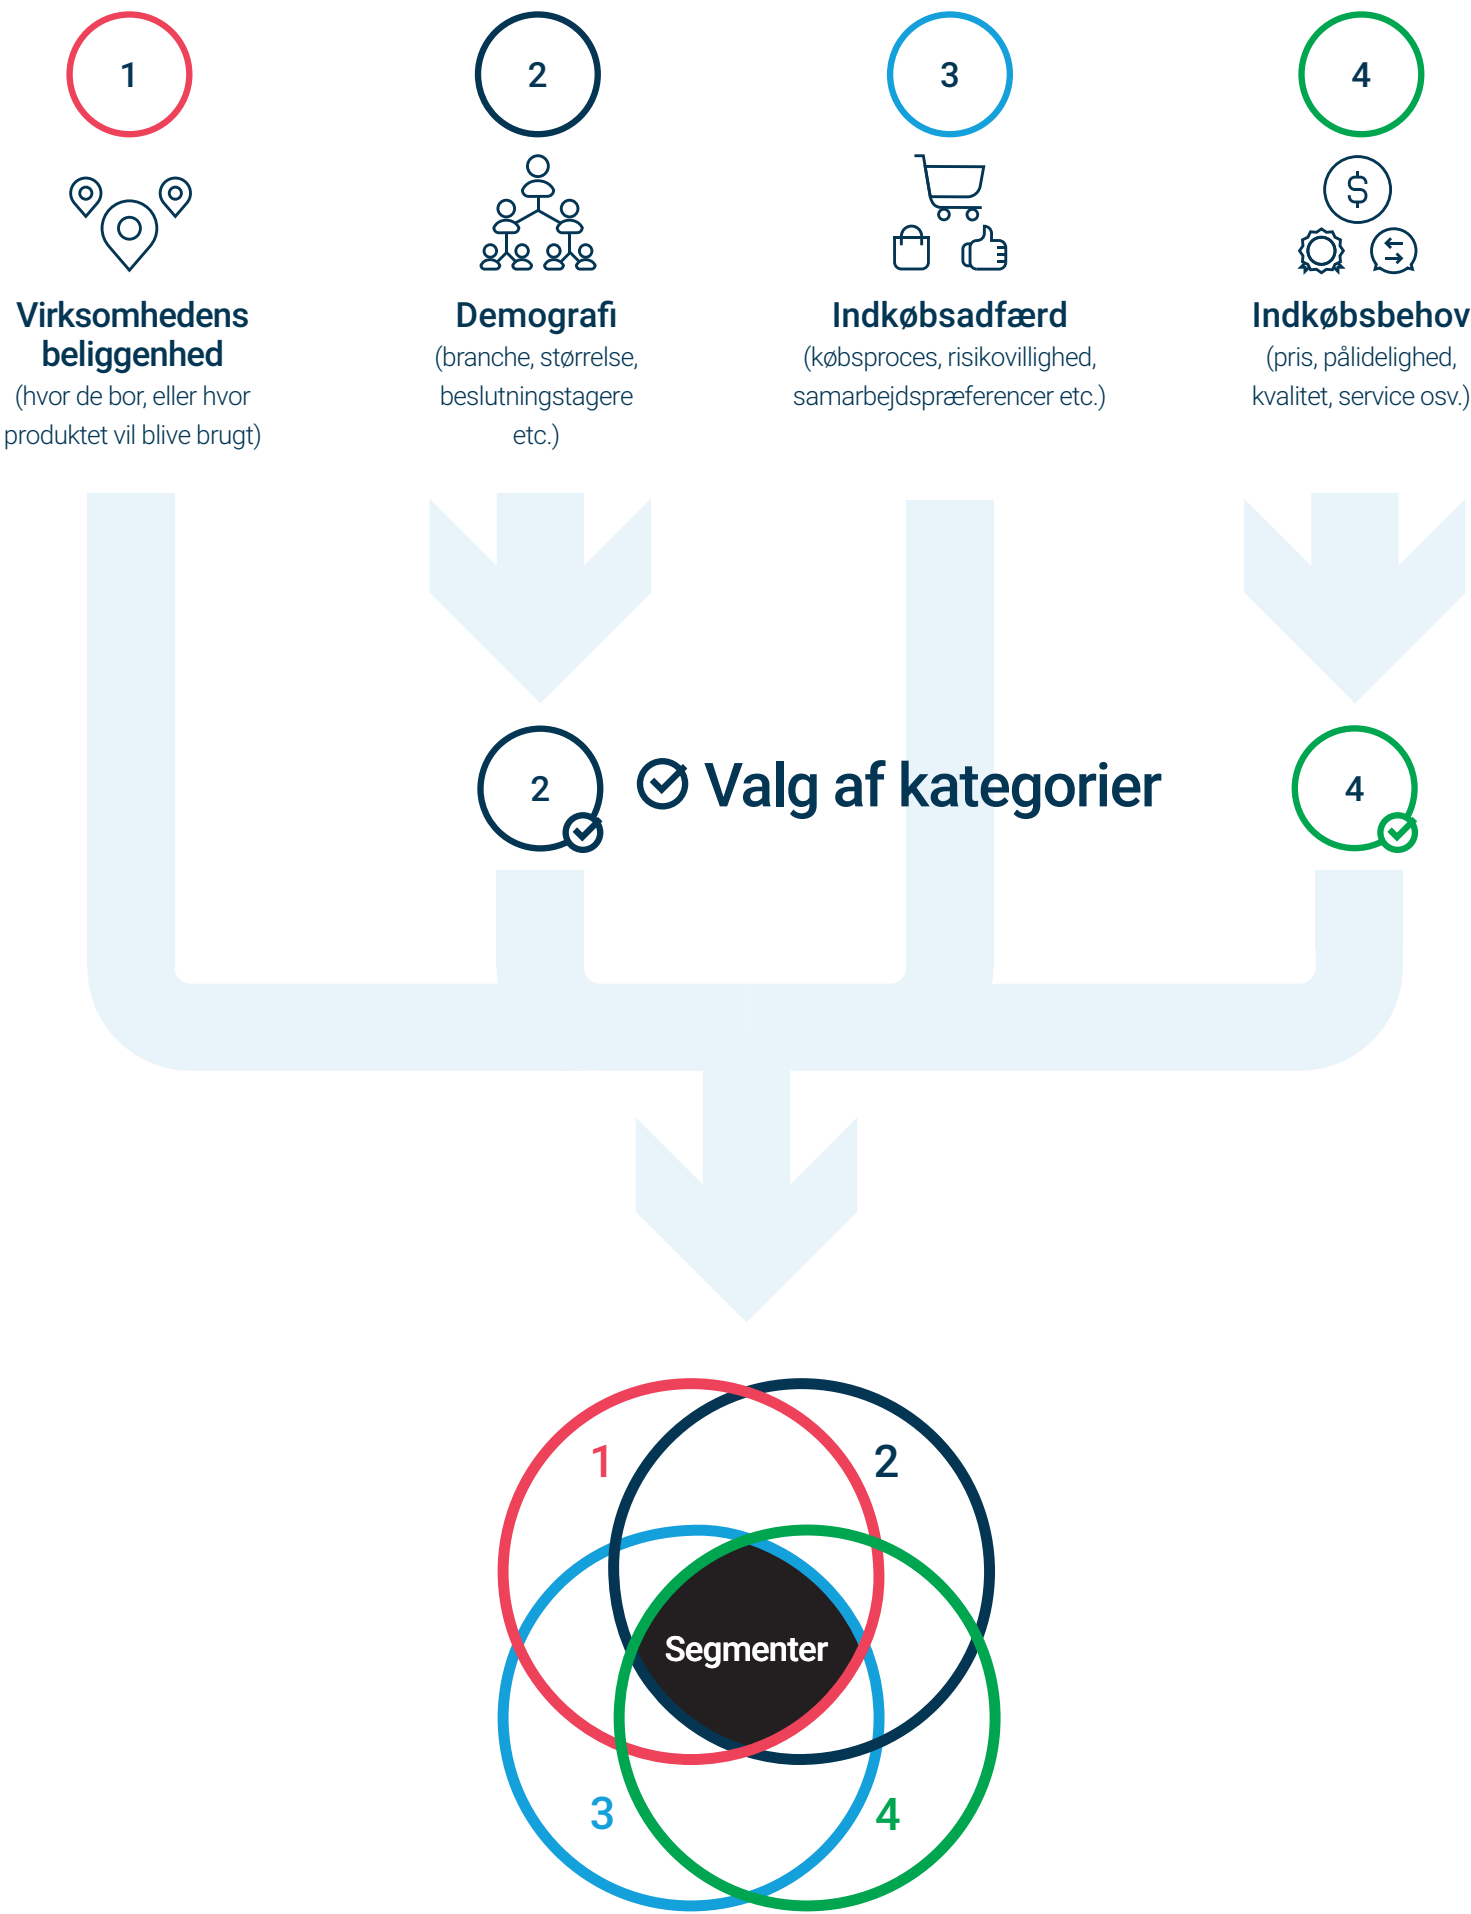 1
Virksomhedens
beliggenhed
(hvor de bor, eller hvor
produktet vil blive brugt)
2
Demografi
(branche, størrelse,
beslutningstagere
etc.)
3
Indkøbsadfærd
(købsproces, risikovillighed,
samarbejdspræferencer etc.)
4
$
Indkøbsbehov
(pris, pålidelighed,
kvalitet, service osv.)
2
Valg af kategorier
4
1
2
Segmenter
3
4